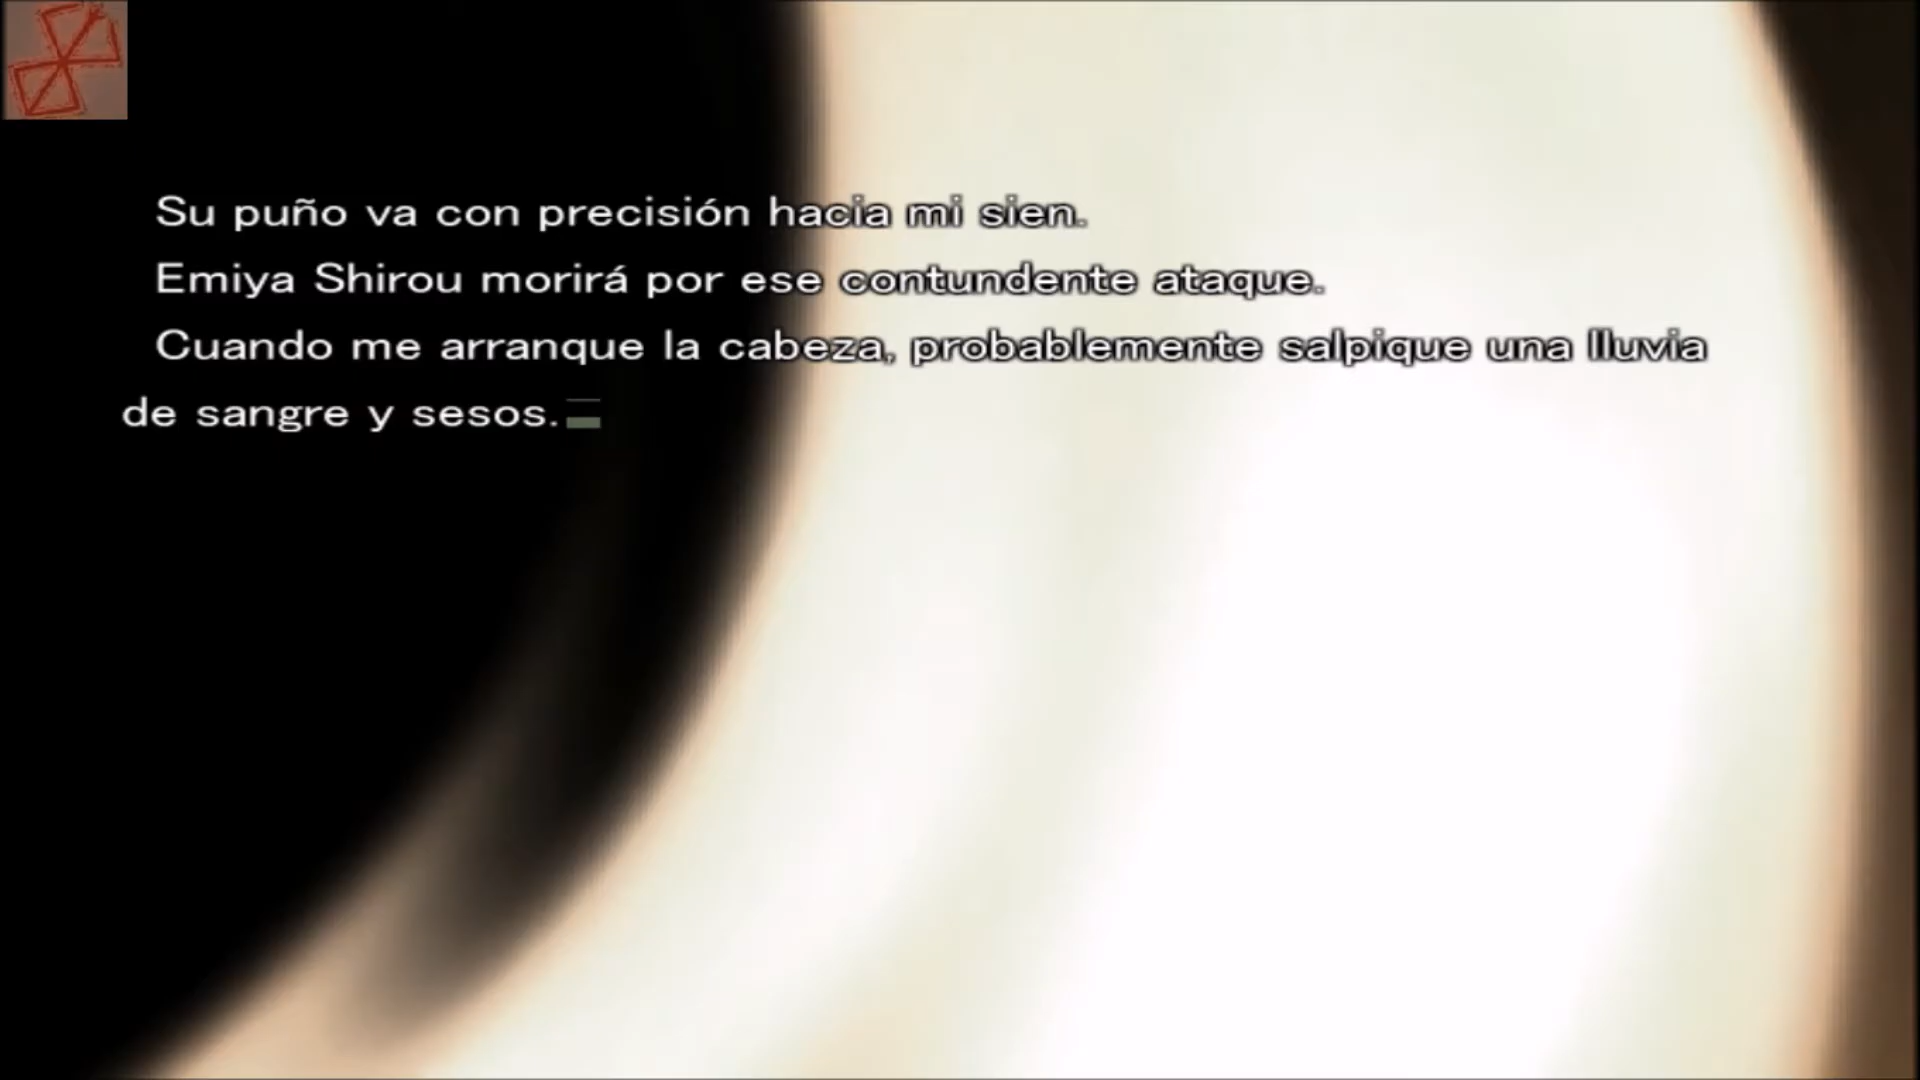 Su puño va con precisión hacia mi sien.
Emiya Shirou morirá por ese contundente ataque.
Cuando me arranque la cabeza, probablemente salpique una lluvia
de sangre y sesos.